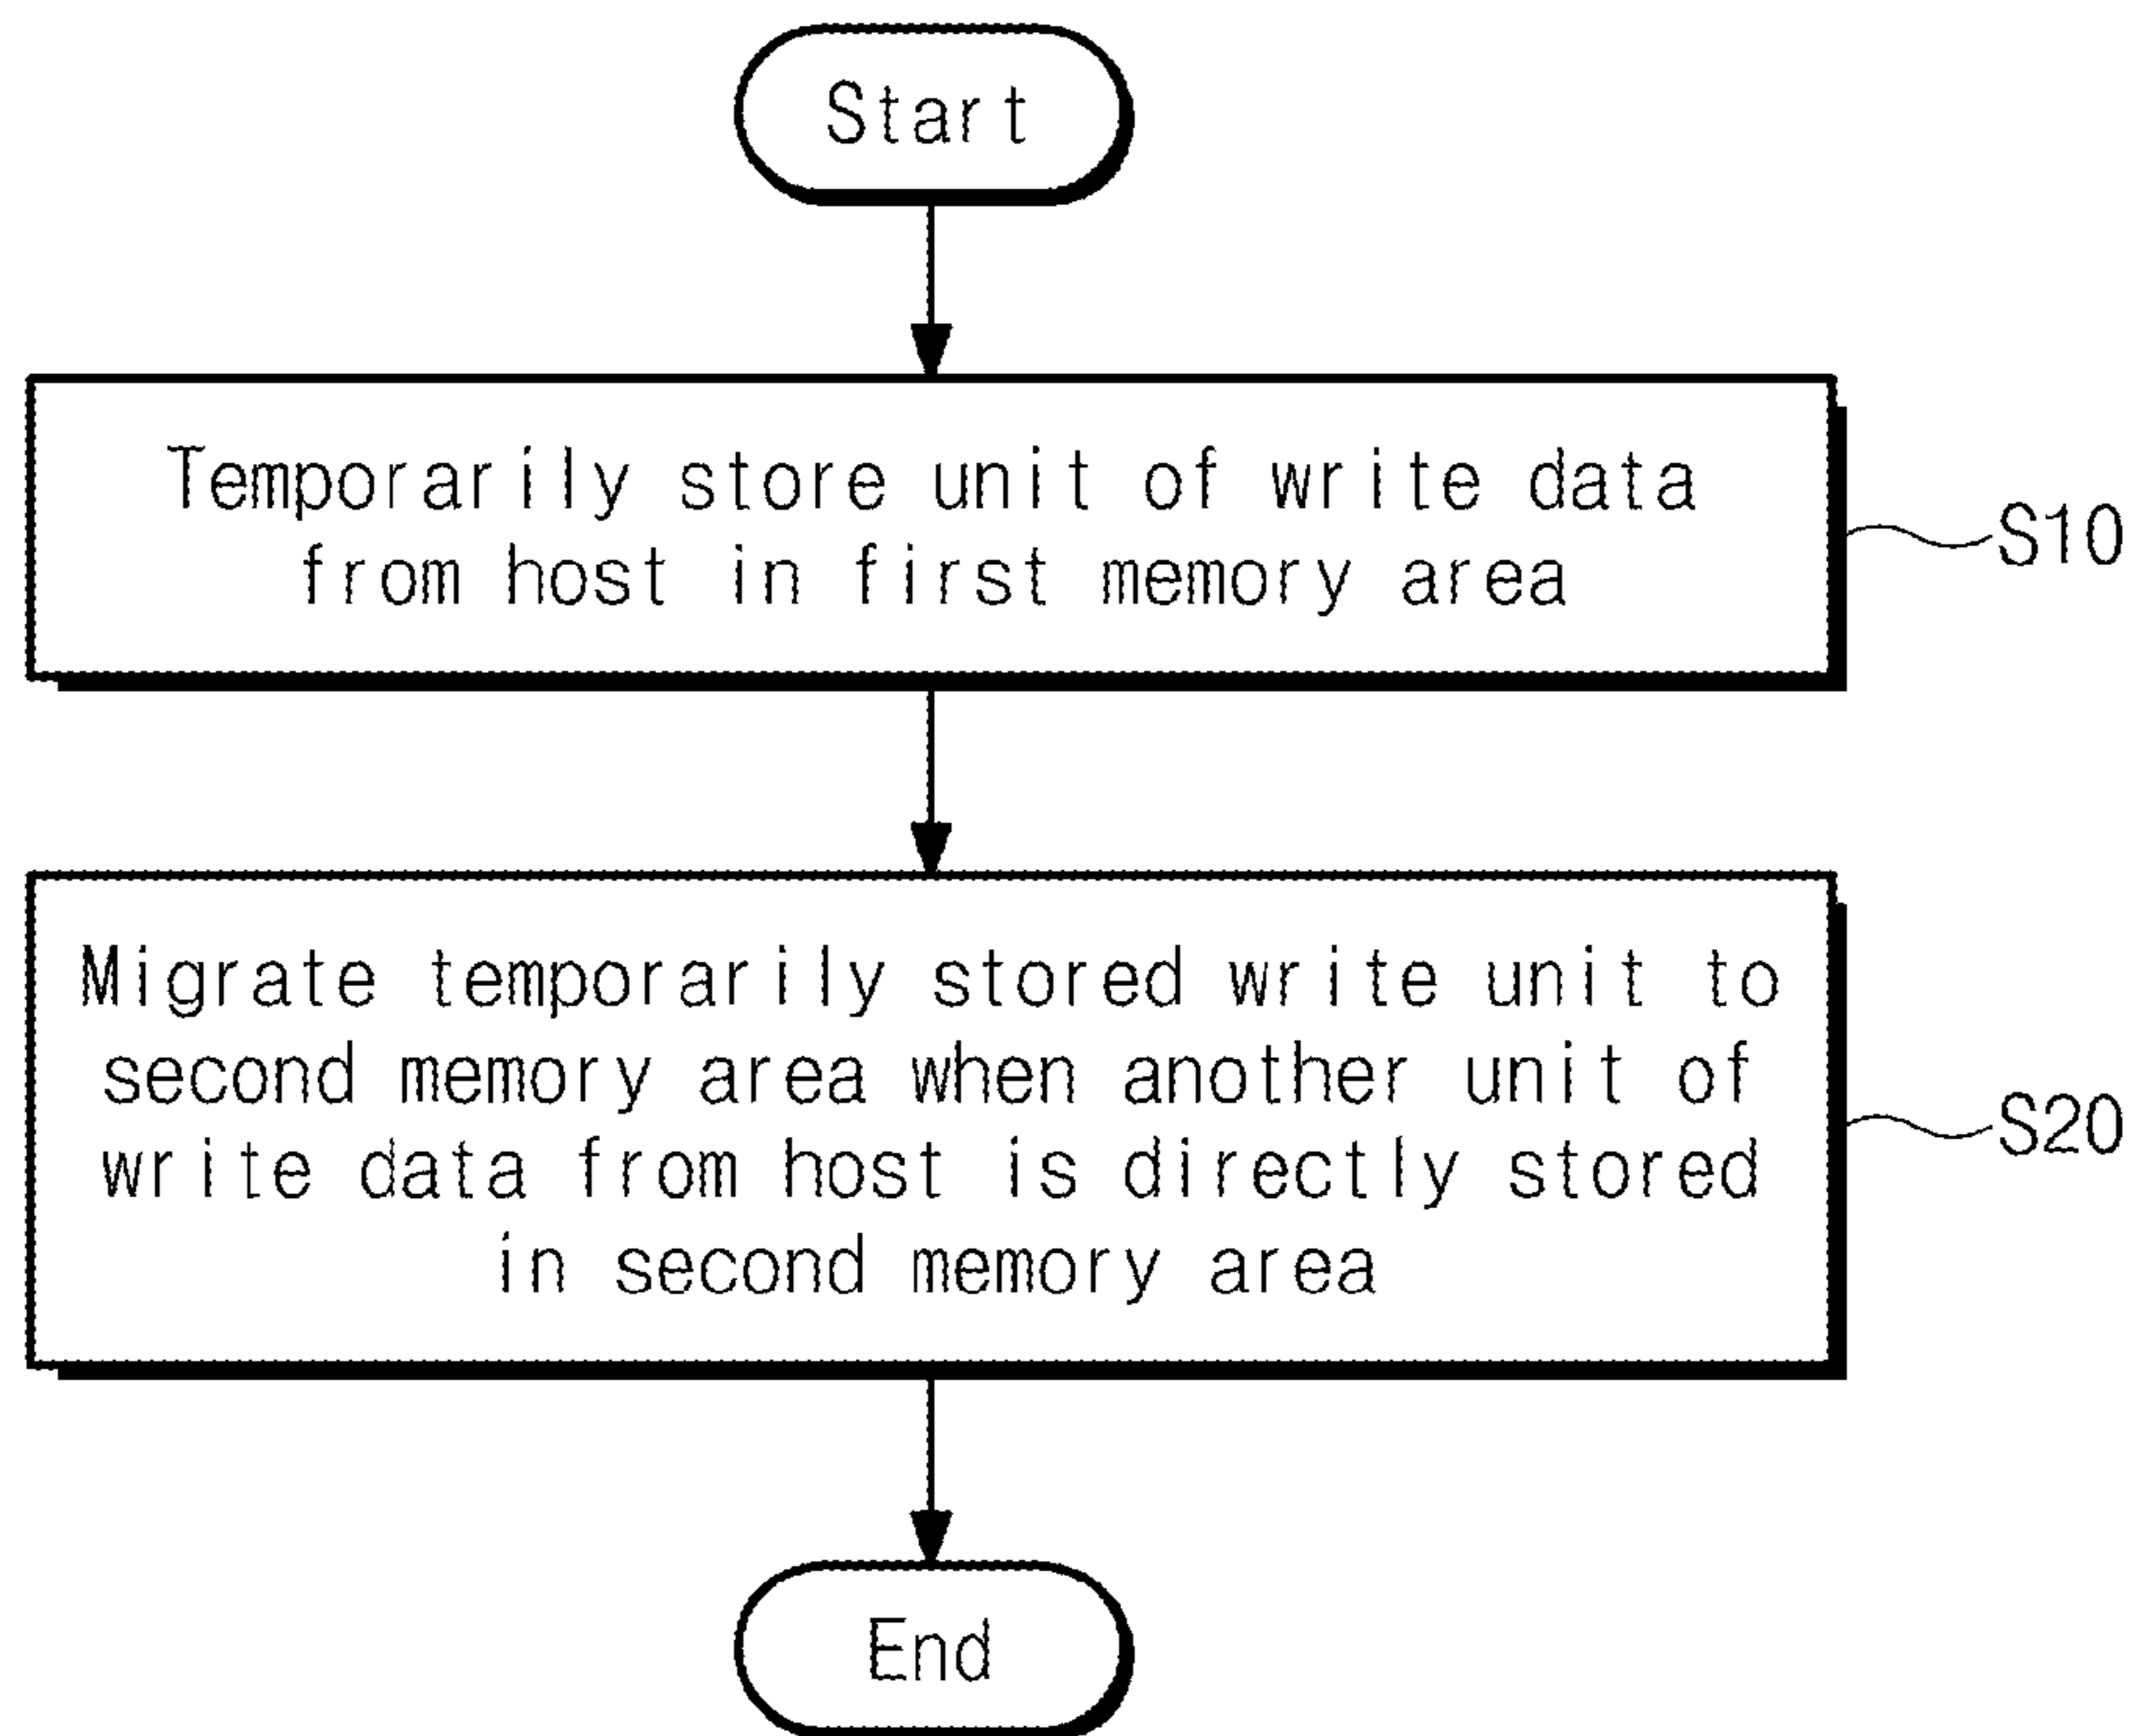 Start
Temporarily store unit of write data
from host in first memory area
S10
Migrate temporarily stored write unit to
second memory area when another unit of
write data from host is directly stored
in second memory area
S20
End